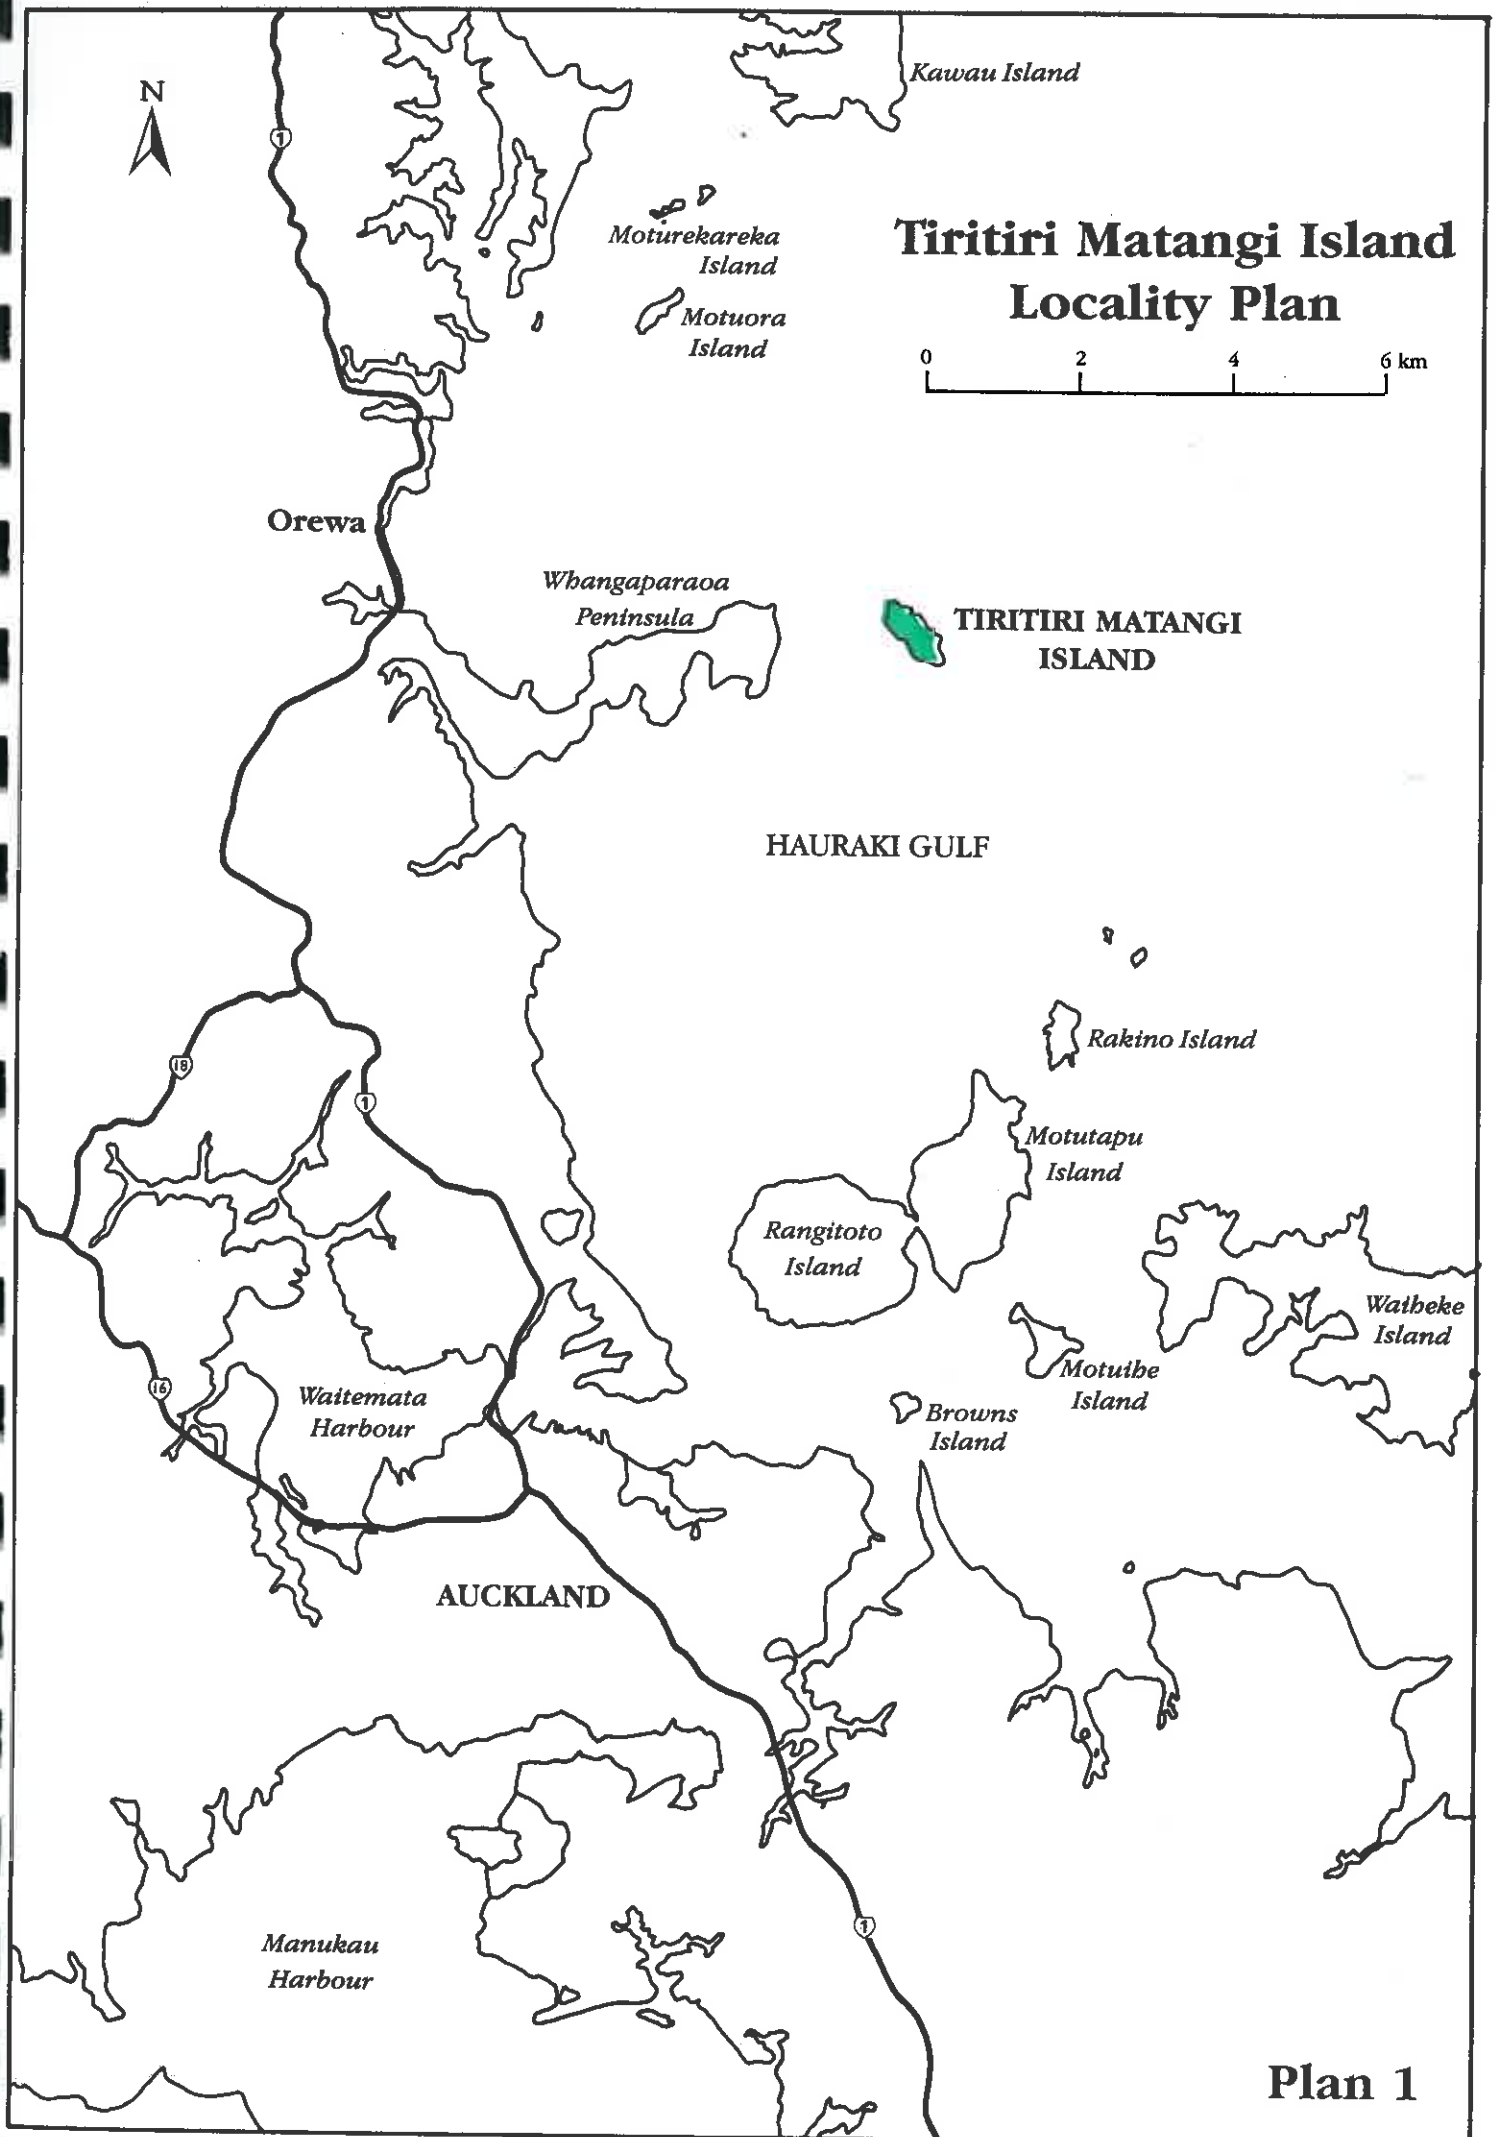 Kawau Island
N
1
Moturekareka
Island
Tiritiri Matangi Island
Locality Plan
Motuora
Island
0 2 4 6 km
Orewa
Whangaparaoa
Peninsula
TIRITIRI MATANGI
ISLAND
HAURAKI GULF
Rakino Island
18
1
Motutapu
Island
Rangitoto
Island
Waiheke
Island
Motuihe
Island
16
Waitemata
Harbour
Browns
Island
AUCKLAND
1
Manukau
Harbour
Plan 1